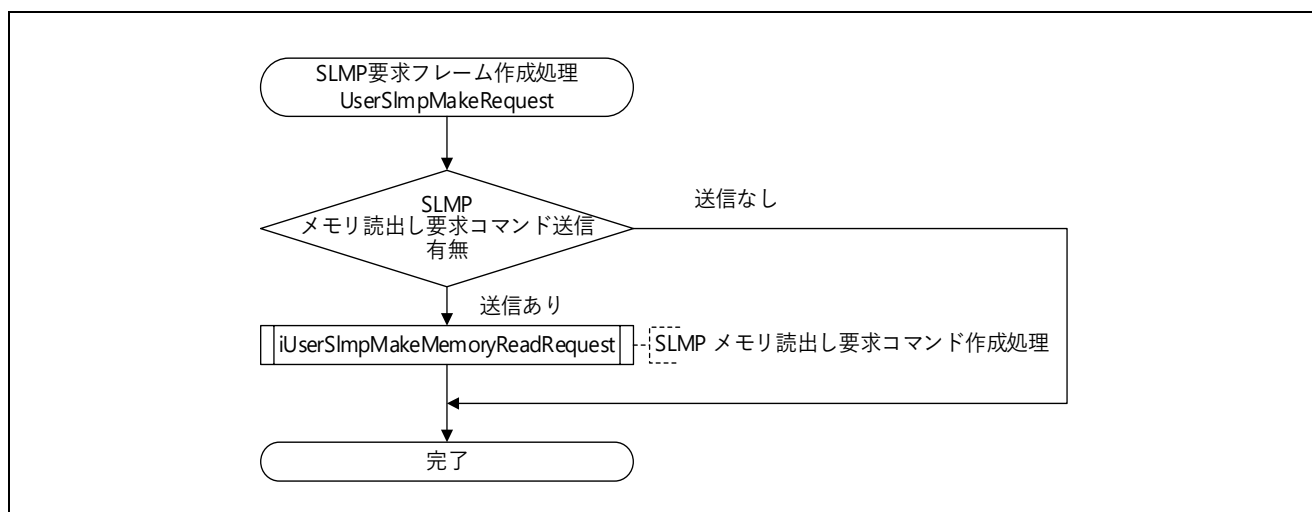 SLMP要求フレーム作成処理
UserSlmpMakeRequest
SLMP
メモリ読出し要求コマンド送信
有無
送信なし
送信あり
iUserSlmpMakeMemoryReadRequest
SLMP メモリ読出し要求コマンド作成処理
完了